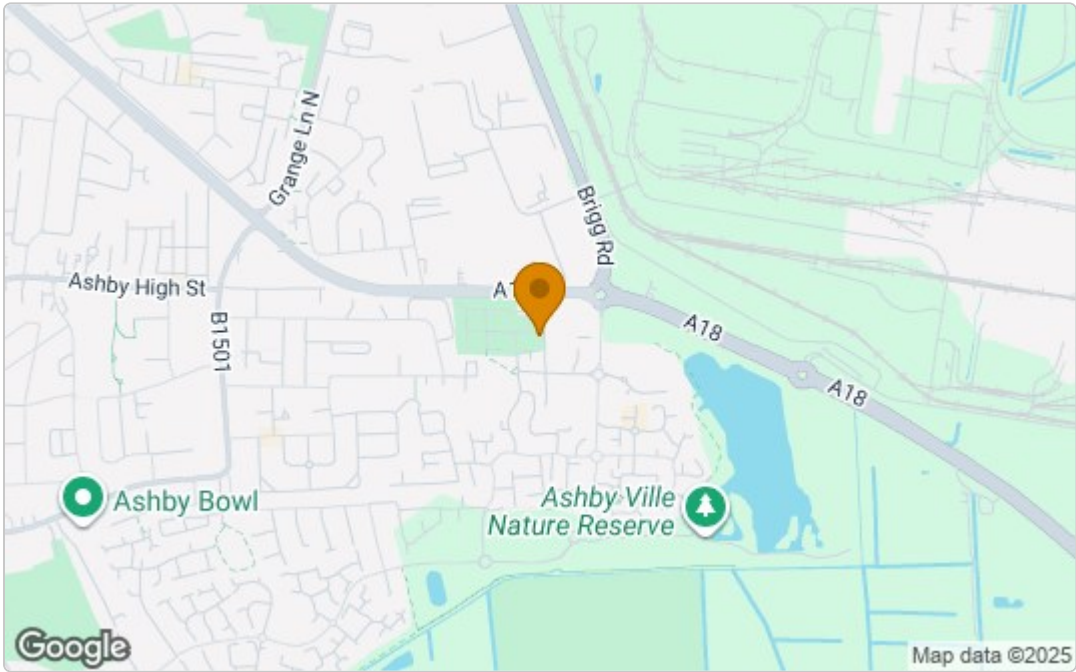 Grange Ln N
Brigg Rd
Ashby High St
B1501
A18
A18
Ashby Bowl
Ashby Ville
Nature Reserve
Google
Map data ©2025